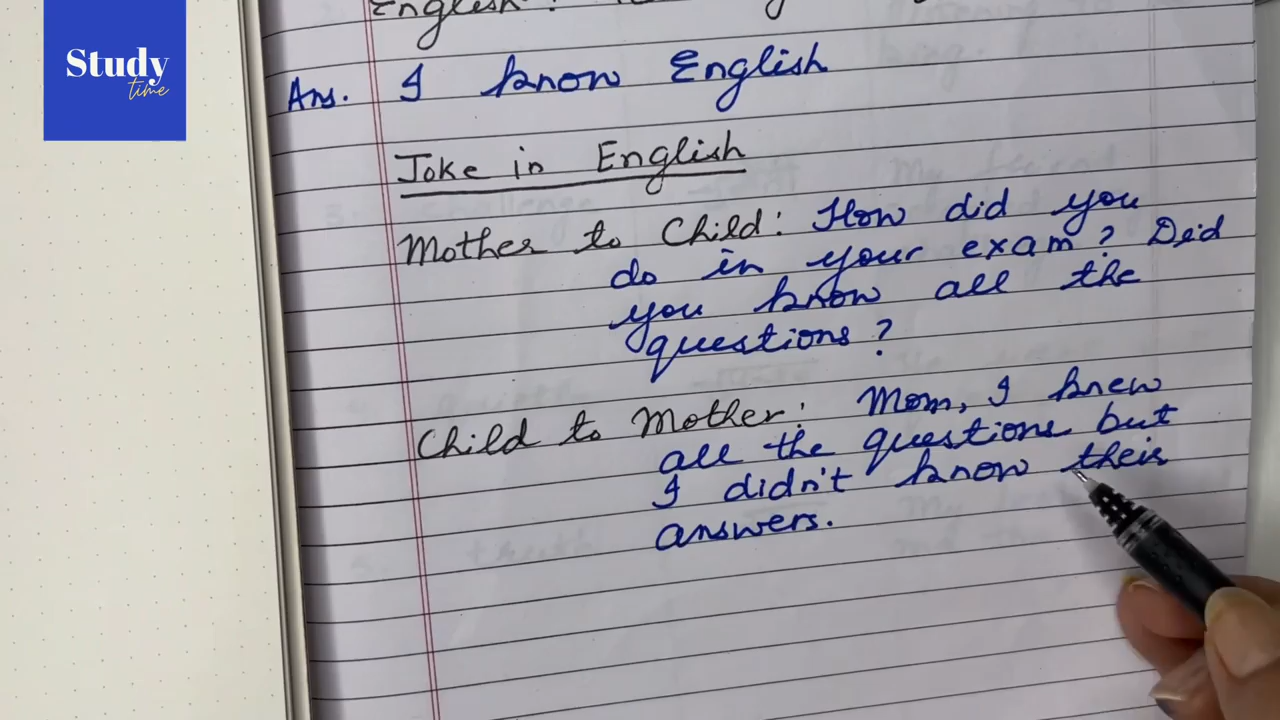 Study
time
English?
Ans. I know English
Joke in English
Mother to Child: How did you
do in your exam? Did
you know all the
questions?
Child to Mother: Mom, I knew
all the questions but
I didn't know their
answers.